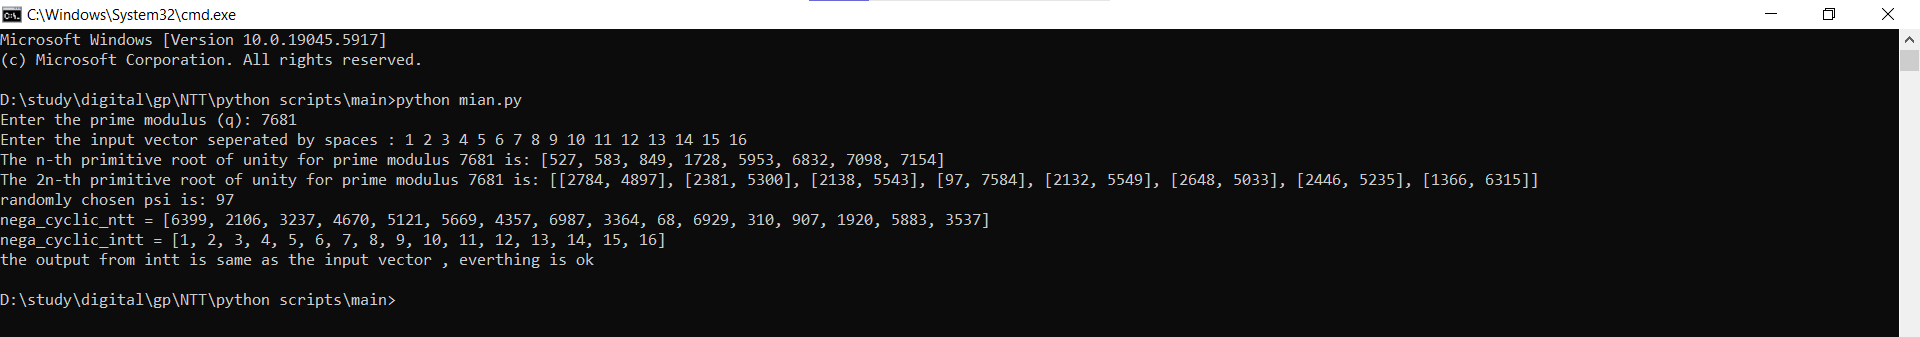 C:\Windows\System32\cmd.exe
Microsoft Windows [Version 10.0.19045.5917]
(c) Microsoft Corporation. All rights reserved.
D:\study\digital\gp\NTT\python scripts\main>python mian.py
Enter the prime modulus (q): 7681
Enter the input vector seperated by spaces : 1 2 3 4 5 6 7 8 9 10 11 12 13 14 15 16
The n-th primitive root of unity for prime modulus 7681 is: [527, 583, 849, 1728, 5953, 6832, 7098, 7154]
The 2n-th primitive root of unity for prime modulus 7681 is: [[2784, 4897], [2381, 5300], [2138, 5543], [97, 7584], [2132, 5549], [2648, 5033], [2446, 5235], [1366, 6315]]
randomly chosen psi is: 97
nega_cyclic_ntt = [6399, 2106, 3237, 4670, 5121, 5669, 4357, 6987, 3364, 68, 6929, 310, 907, 1920, 5883, 3537]
nega_cyclic_intt = [1, 2, 3, 4, 5, 6, 7, 8, 9, 10, 11, 12, 13, 14, 15, 16]
the output from intt is same as the input vector , everthing is ok
D:\study\digital\gp\NTT\python scripts\main>